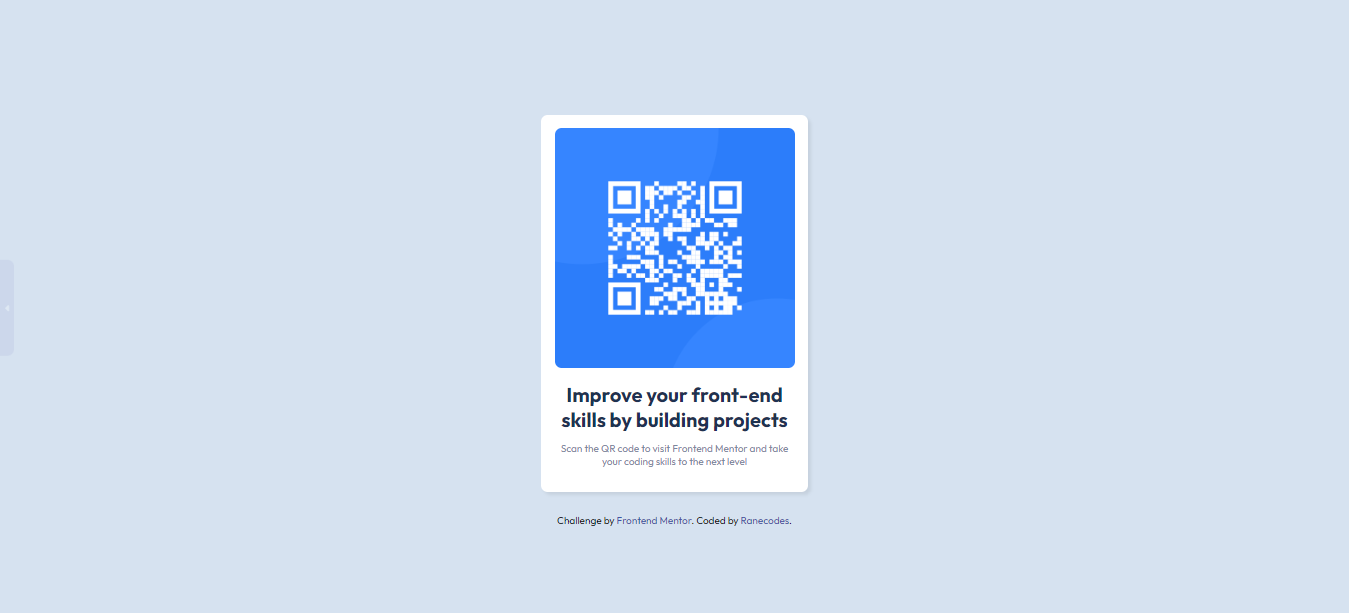 Improve your front-end
skills by building projects
Scan the QR code to visit Frontend Mentor and take
your coding skills to the next level
Challenge by Frontend Mentor. Coded by Ranecodes.